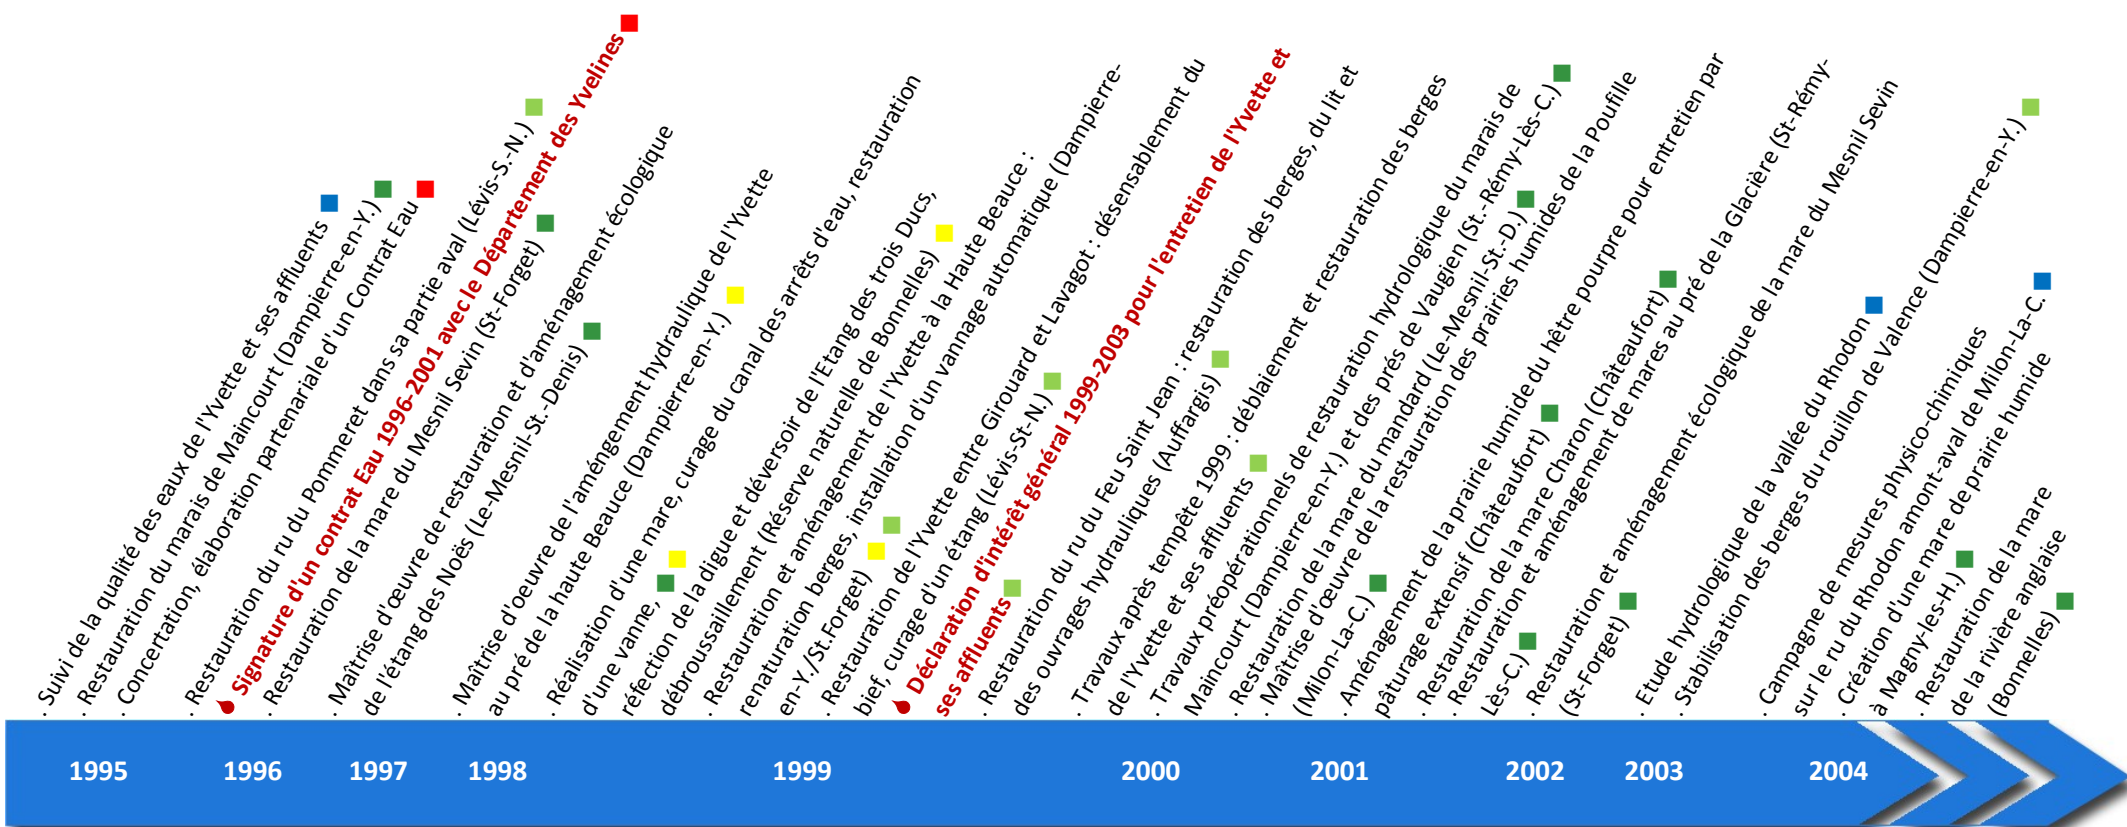 . Suivi de la qualité des eaux de l'Yvette et ses affluents
. Restauration du marais de Maincourt (Dampierre-en-Y.)
. Concertation, élaboration partenariale d'un Contrat Eau
. Restauration du ru du Pommeret dans sa partie aval (Lévis-S.-N.)
Signature d'un contrat Eau 1996-2001 avec le Département des Yvelines
. Restauration de la mare du Mesnil Sevin (St-Forget)
. Maîtrise d'œuvre de restauration et d'aménagement écologique
de l'étang des Noës (Le-Mesnil-St.-Denis)
. Maîtrise d'oeuvre de l'améngement hydraulique de l'Yvette
au pré de la haute Beauce (Dampierre-en-Y.)
. Réalisation d'une mare, curage du canal des arrêts d'eau, restauration
d'une vanne,
réfection de la digue et déversoir de l'Etang des trois Ducs,
débroussaillement (Réserve naturelle de Bonnelles)
. Restauration et aménagement de l'Yvette à la Haute Beauce :
renaturation berges, installation d'un vannage automatique (Dampierre-
en-Y./St.Forget)
. Restauration de l'Yvette entre Girouard et Lavagot : désensablement du
bief, curage d'un étang (Lévis-St-N.)
Déclaration d'intérêt général 1999-2003 pour l'entretien de l'Yvette et
ses affluents
. Restauration du ru du Feu Saint Jean : restauration des berges, du lit et
des ouvrages hydrauliques (Auffargis)
. Travaux après tempête 1999 : déblaiement et restauration des berges
de l'Yvette et ses affluents
. Travaux préopérationnels de restauration hydrologique du marais de
Maincourt (Dampierre-en-Y.) et des prés de Vaugien (St.-Rémy-Lès-C.)
. Restauration de la mare du mandard (Le-Mesnil-St.-D.)
. Maîtrise d'œuvre de la restauration des prairies humides de la Poufille
(Milon-La-C.)
. Aménagement de la prairie humide du hêtre pourpre pour entretien par
pâturage extensif (Châteaufort)
. Restauration de la mare Charon (Châteaufort)
. Restauration et aménagement de mares au pré de la Glacière (St-Rémy-
Lès-C.)
. Restauration et aménagement écologique de la mare du Mesnil Sevin
(St-Forget)
. Etude hydrologique de la vallée du Rhodon
. Stabilisation des berges du rouillon de Valence (Dampierre-en-Y.)
. Campagne de mesures physico-chimiques
sur le ru du Rhodon amont-aval de Milon-La-C.
. Création d'une mare de prairie humide
à Magny-les-H.)
. Restauration de la mare
de la rivière anglaise
(Bonnelles)
1995
1996
1997
1998
1999
2000
2001
2002
2003
2004